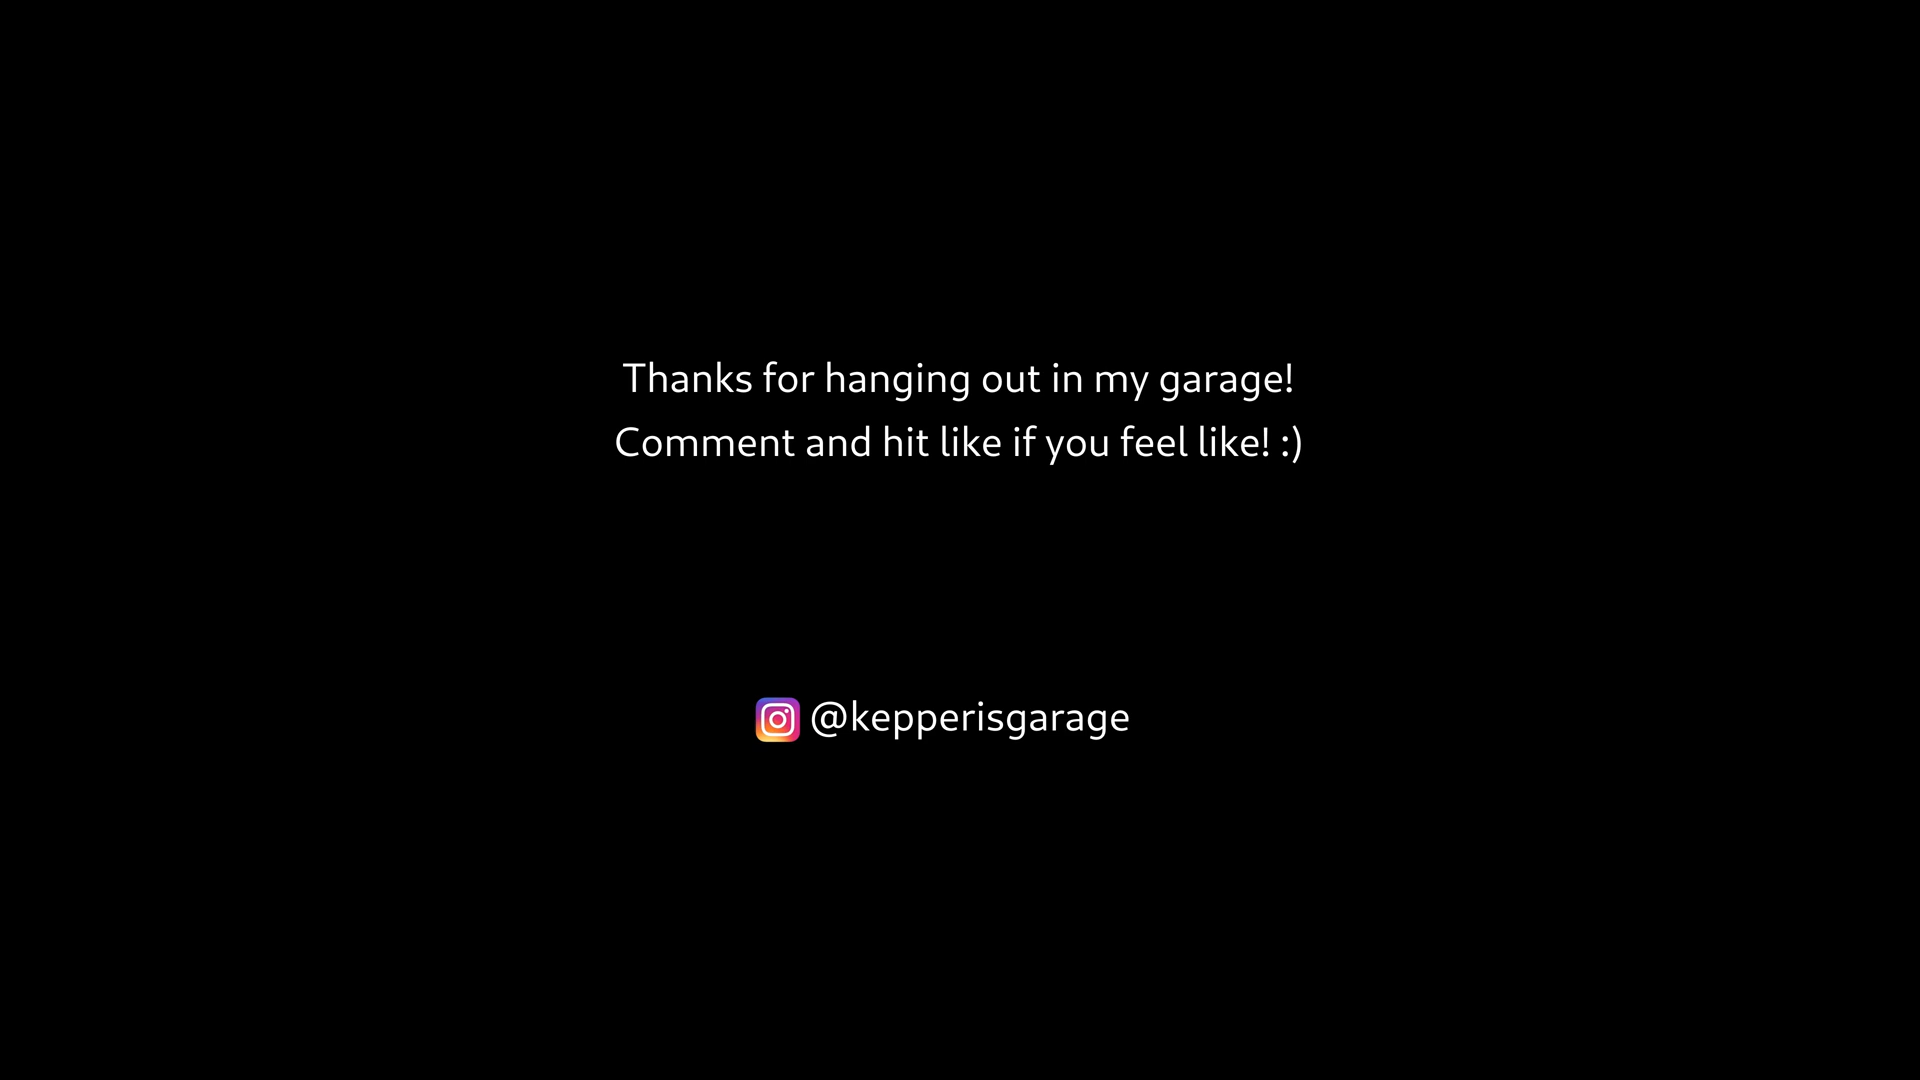 Thanks for hanging out in my garage!
Comment and hit like if you feel like! :)
@kepperisgarage